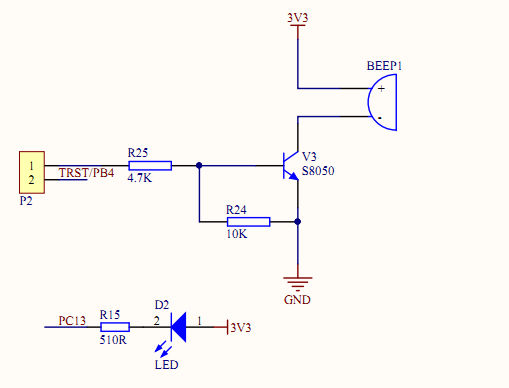 3V3
BEEP1
+
-
R25
V3
1
TRST/PB4
S8050
2
4.7K
P2
R24
10K
GND
D2
PC13
R15
2
1
3V3
510R
LED